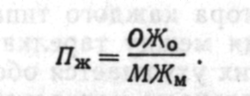 Пж = ОЖо / МЖм .